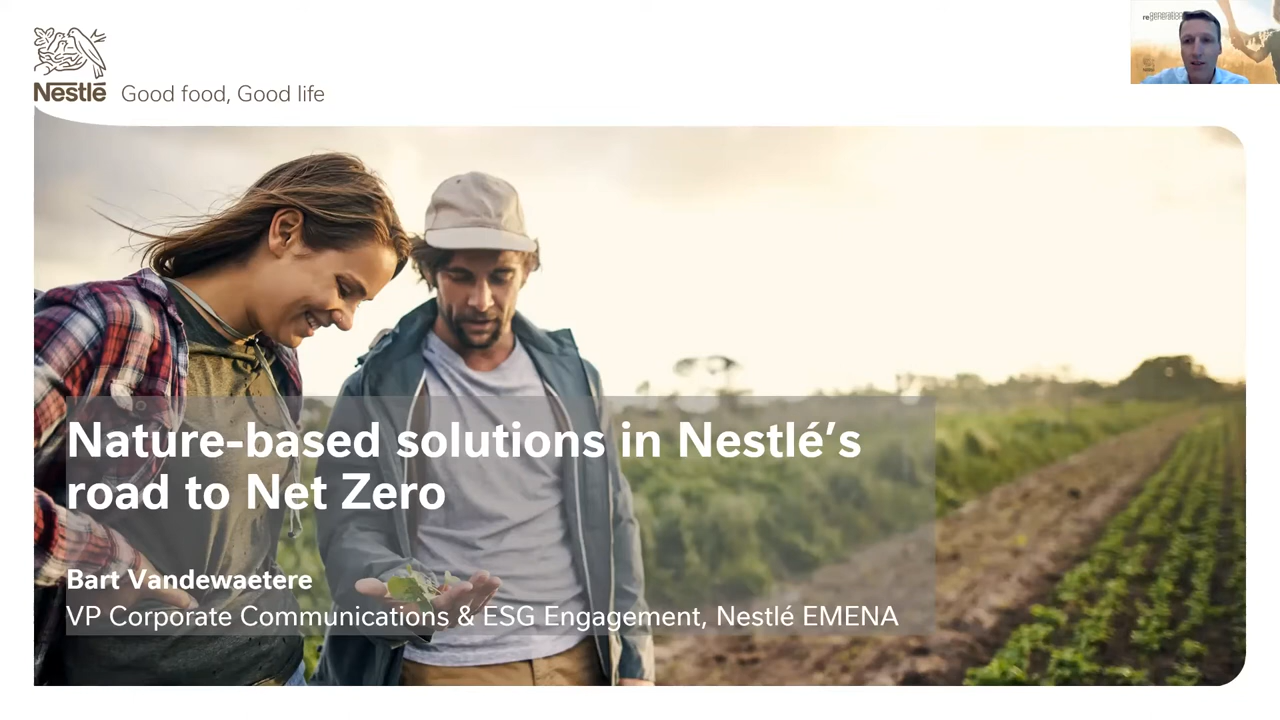 Nestlé Good food, Good life
regeneration
Nature-based solutions in Nestlé’s
road to Net Zero
Bart Vandewaetere
VP Corporate Communications & ESG Engagement, Nestlé EMENA